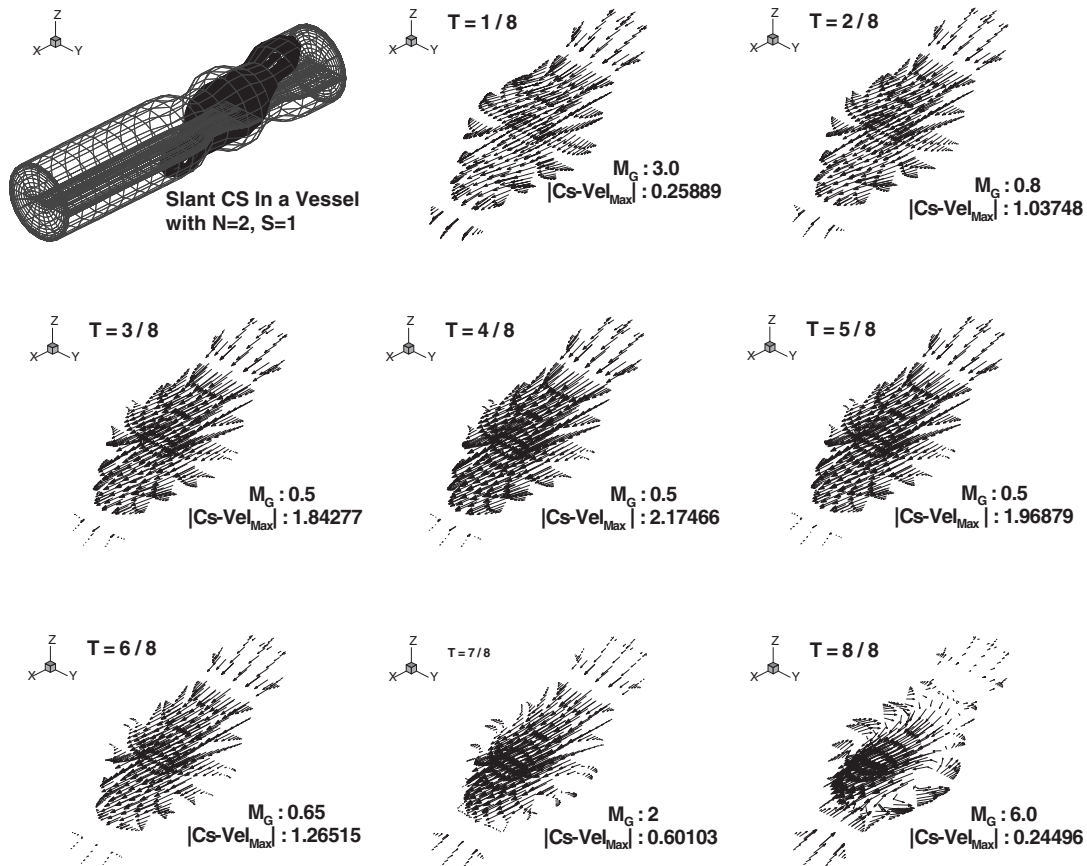 Z
X Y
Slant CS In a Vessel
with N=2, S=1
Z
X Y
T = 1 / 8
M_G : 3.0
|Cs-Vel_Max| : 0.25889
Z
X Y
T = 2 / 8
M_G : 0.8
|Cs-Vel_Max| : 1.03748
Z
X Y
T = 3 / 8
M_G : 0.5
|Cs-Vel_Max| : 1.84277
Z
X Y
T = 4 / 8
M_G : 0.5
|Cs-Vel_Max| : 2.17466
Z
X Y
T = 5 / 8
M_G : 0.5
|Cs-Vel_Max| : 1.96879
Z
X Y
T = 6 / 8
M_G : 0.65
|Cs-Vel_Max| : 1.26515
Z
X Y
T = 7 / 8
M_G : 2
|Cs-Vel_Max| : 0.60103
Z
X Y
T = 8 / 8
M_G : 6.0
|Cs-Vel_Max| : 0.24496